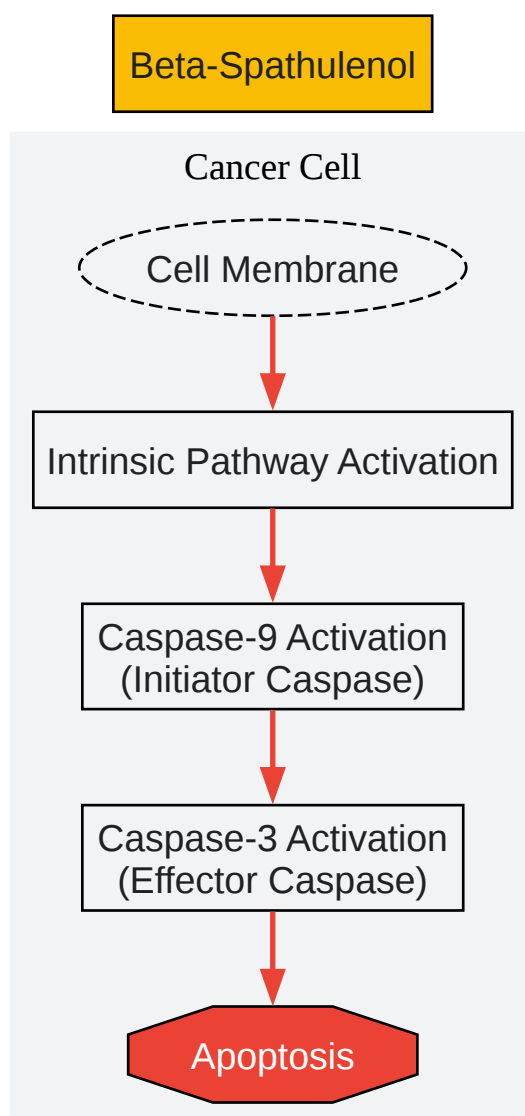 Beta-Spathulenol
Cancer Cell
Cell Membrane
Intrinsic Pathway Activation
Caspase-9 Activation
(Initiator Caspase)
Caspase-3 Activation
(Effector Caspase)
Apoptosis